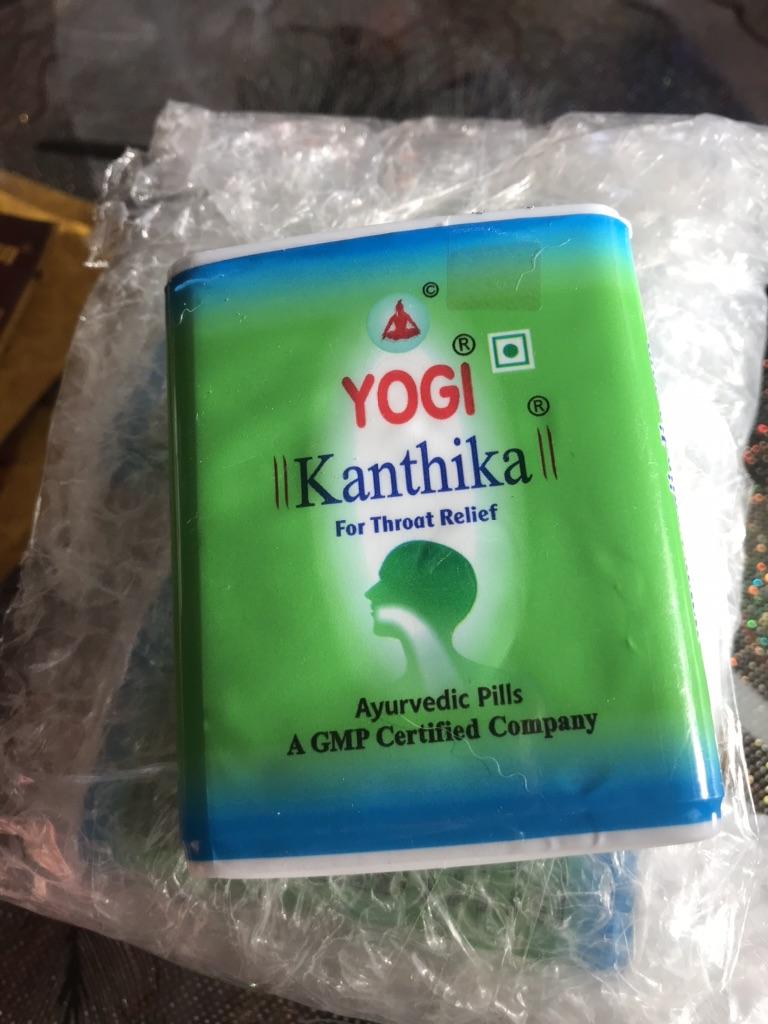 ©
YOGI®
||Kanthika||®
For Throat Relief
Ayurvedic Pills
A GMP Certified Company